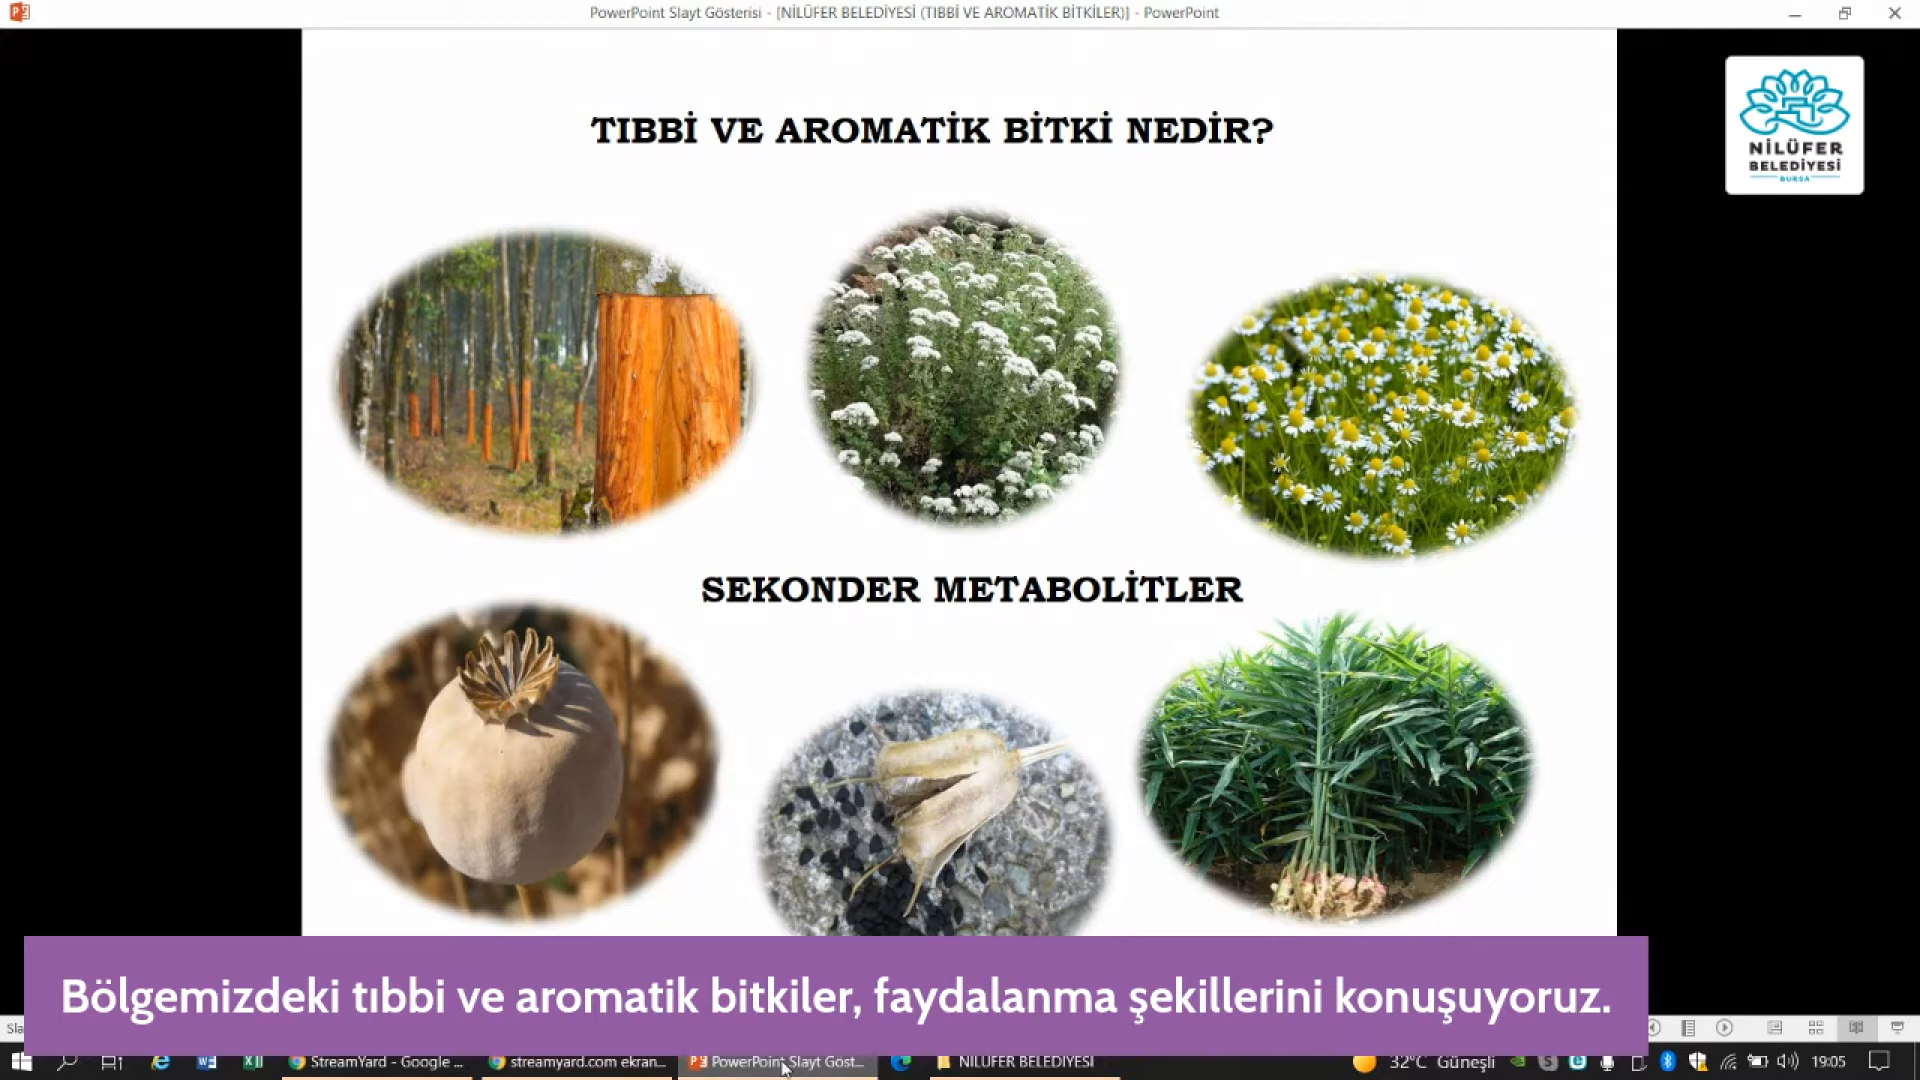 PowerPoint Slayt Gösterisi - [NİLÜFER BELEDİYESİ (TIBBİ VE AROMATİK BİTKİLER)] - PowerPoint
NİLÜFER
BELEDİYESİ
BURSA
TIBBİ VE AROMATİK BİTKİ NEDİR?
SEKONDER METABOLİTLER
Bölgemizdeki tıbbi ve aromatik bitkiler, faydalanma şekillerini konuşuyoruz.
Sla
StreamYard - Google ...
streamyard.com ekran...
PowerPoint Slayt Göst...
NİLÜFER BELEDİYESİ
32°C Güneşli
19:05